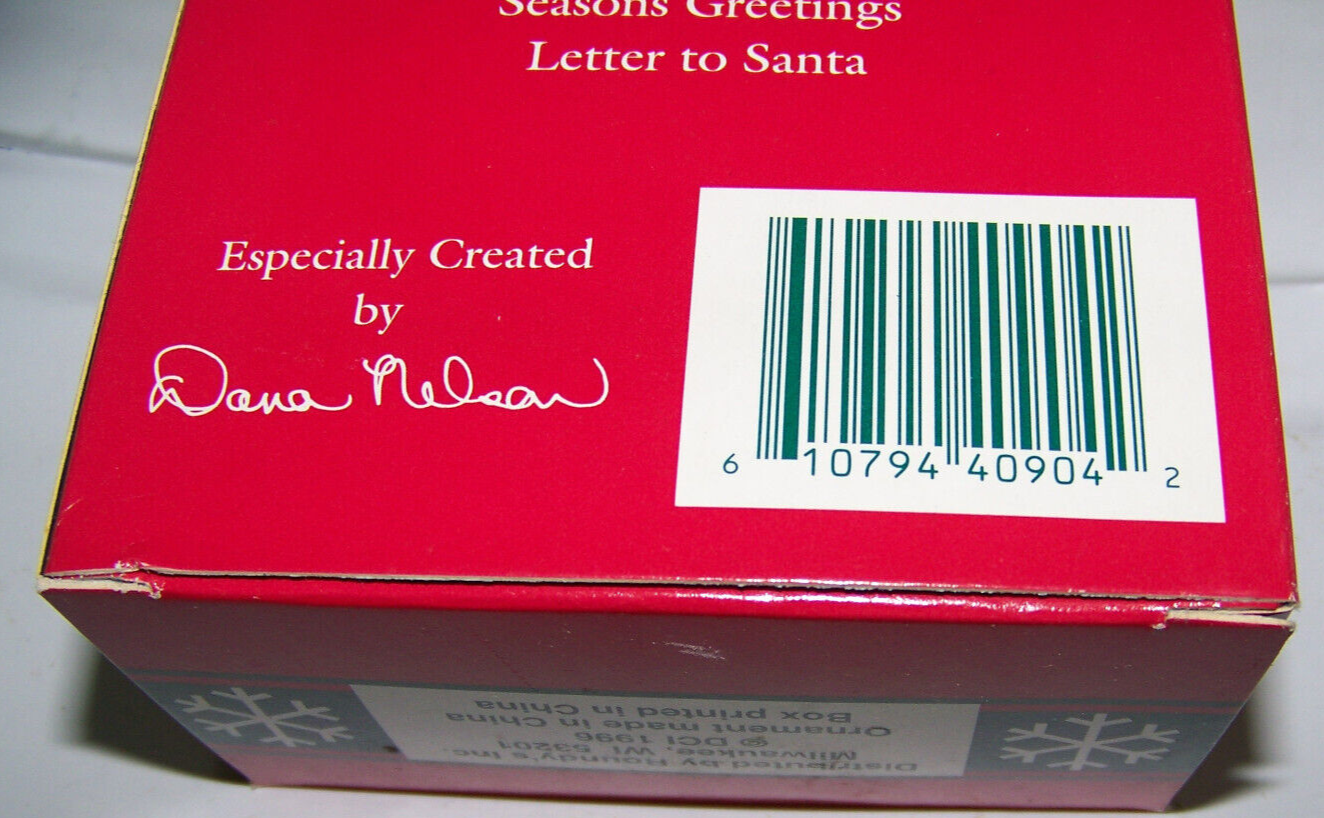 Seasons Greetings
Letter to Santa
Especially Created
by
Dana Nelson
6 10794 40904 2
Distributed by Roundy's Inc.
Milwaukee, WI 53201
© DCI 1996
Ornament made in China
Box printed in China